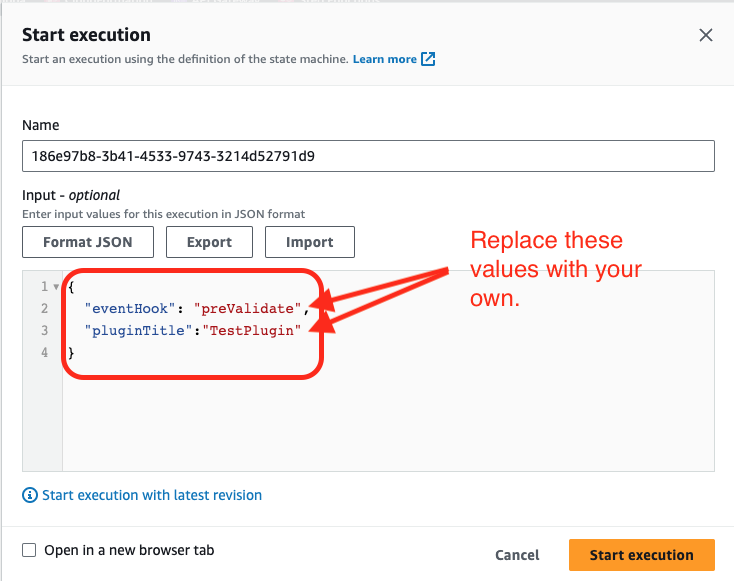 Start execution
Start an execution using the definition of the state machine. Learn more
Name
186e97b8-3b41-4533-9743-3214d52791d9
Input - optional
Enter input values for this execution in JSON format
Format JSON Export Import
Replace these
values with your
own.
1 {
2 "eventHook": "preValidate",
3 "pluginTitle":"TestPlugin"
4 }
Start execution with latest revision
Open in a new browser tab
Cancel Start execution